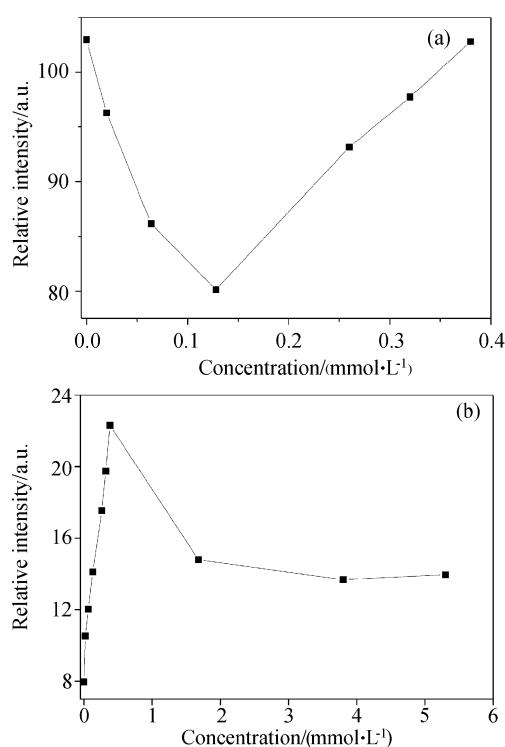 (a)
100
90
80
Relative intensity/a.u.
0.0 0.1 0.2 0.3 0.4
Concentration/(mmol·L⁻¹)
(b)
24
20
16
12
8
Relative intensity/a.u.
0 1 2 3 4 5 6
Concentration/(mmol·L⁻¹)